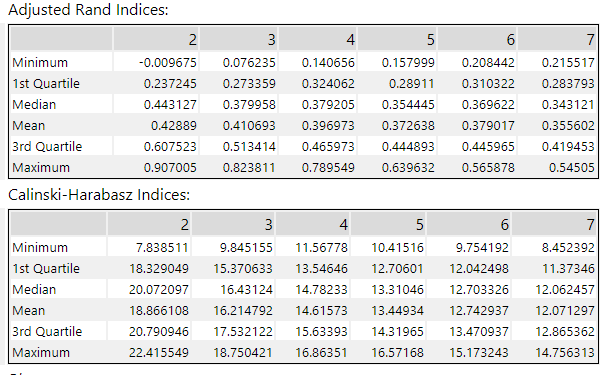 Adjusted Rand Indices:
2 3 4 5 6 7
Minimum -0.009675 0.076235 0.140656 0.157999 0.208442 0.215517
1st Quartile 0.237245 0.273359 0.324062 0.28911 0.310322 0.283793
Median 0.443127 0.379958 0.379205 0.354445 0.369622 0.343121
Mean 0.42889 0.410693 0.396973 0.372638 0.379017 0.355602
3rd Quartile 0.607523 0.513414 0.465973 0.444893 0.445965 0.419453
Maximum 0.907005 0.823811 0.789549 0.639632 0.565878 0.54505
Calinski-Harabasz Indices:
2 3 4 5 6 7
Minimum 7.838511 9.845155 11.56778 10.41516 9.754192 8.452392
1st Quartile 18.329049 15.370633 13.54646 12.70601 12.042498 11.37346
Median 20.072097 16.43124 14.78233 13.31046 12.703326 12.062457
Mean 18.866108 16.214792 14.61573 13.44934 12.742937 12.071297
3rd Quartile 20.790946 17.532122 15.63393 14.31965 13.470937 12.865362
Maximum 22.415549 18.750421 16.86351 16.57168 15.173243 14.756313